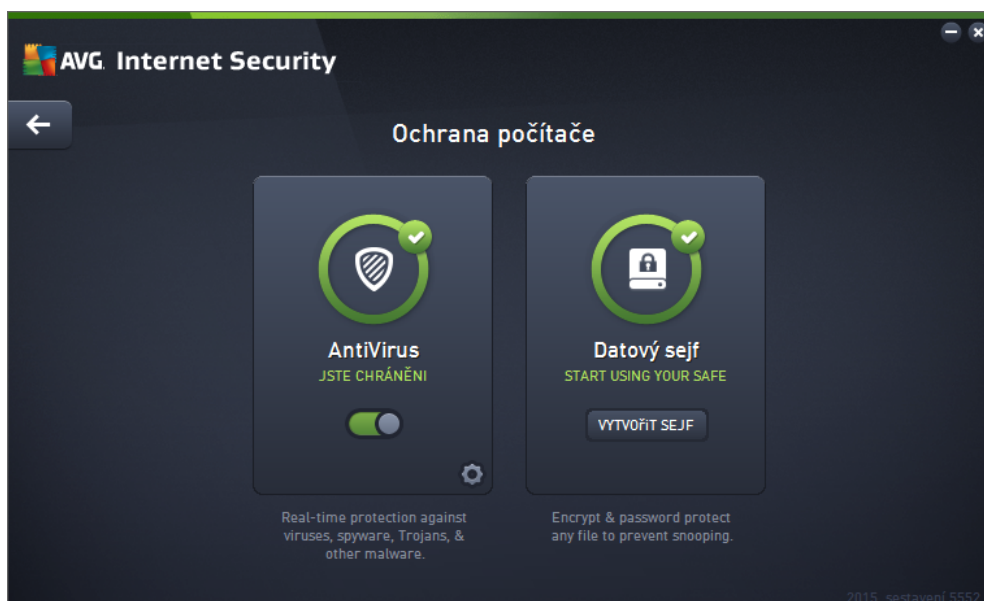 AVG. Internet Security
Ochrana počítače
AntiVirus
JSTE CHRÁNĚNI
Real-time protection against
viruses, spyware, Trojans, &
other malware.
Datový sejf
START USING YOUR SAFE
VYTVOřiT SEJF
Encrypt & password protect
any file to prevent snooping.
2015, sestavení 5552